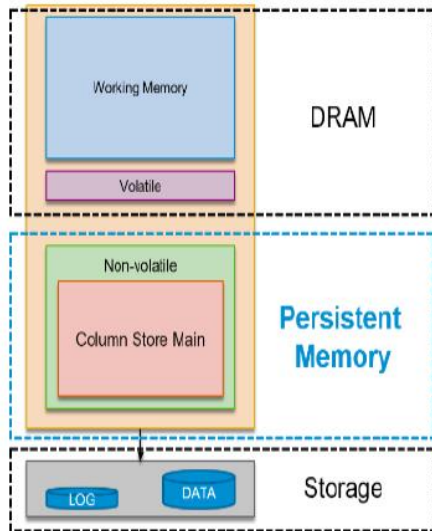 Working Memory
DRAM
Volatile
Non-volatile
Column Store Main
Persistent
Memory
LOG
DATA
Storage